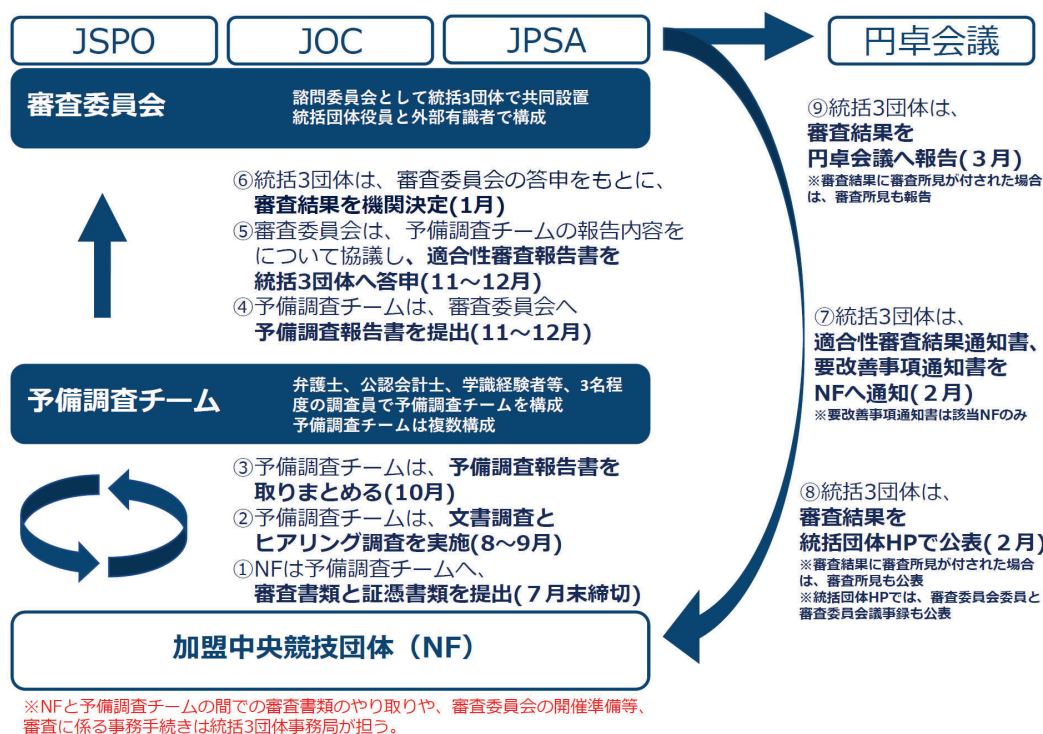 JSPO
JOC
JPSA
円卓会議
審査委員会
諮問委員会として統括3団体で共同設置
統括団体役員と外部有識者で構成
⑥統括3団体は、審査委員会の答申をもとに、
審査結果を機関決定(1月)
⑤審査委員会は、予備調査チームの報告内容を
について協議し、適合性審査報告書を
統括3団体へ答申(11～12月)
④予備調査チームは、審査委員会へ
予備調査報告書を提出(11～12月)
予備調査チーム
弁護士、公認会計士、学識経験者等、3名程
度の調査員で予備調査チームを構成
予備調査チームは複数構成
③予備調査チームは、予備調査報告書を
取りまとめる(10月)
②予備調査チームは、文書調査と
ヒアリング調査を実施(8～9月)
①NFは予備調査チームへ、
審査書類と証憑書類を提出(７月末締切)
加盟中央競技団体（NF）
※NFと予備調査チームの間での審査書類のやり取りや、審査委員会の開催準備等、
審査に係る事務手続きは統括3団体事務局が担う。
⑨統括3団体は、
審査結果を
円卓会議へ報告(３月)
※審査結果に審査所見が付された場合
は、審査所見も報告
⑦統括3団体は、
適合性審査結果通知書、
要改善事項通知書を
NFへ通知(２月)
※要改善事項通知書は該当NFのみ
⑧統括3団体は、
審査結果を
統括団体HPで公表(２月)
※審査結果に審査所見が付された場合
は、審査所見も公表
※統括団体HPでは、審査委員会委員と
審査委員会議事録も公表